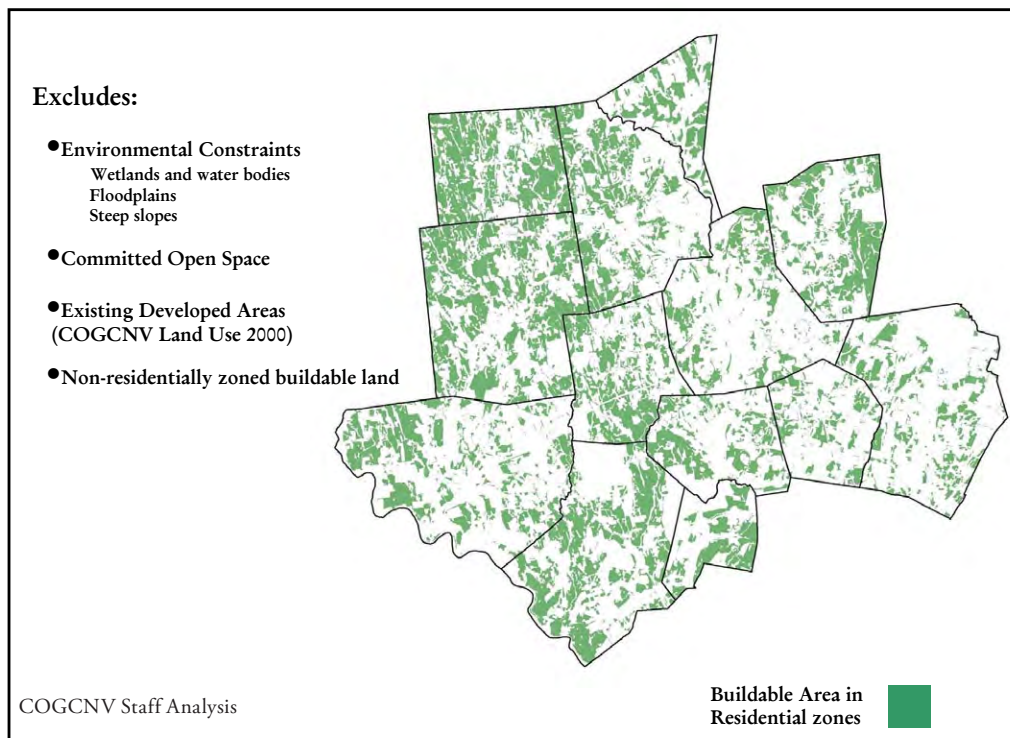 Excludes:
•Environmental Constraints
Wetlands and water bodies
Floodplains
Steep slopes
•Committed Open Space
•Existing Developed Areas
(COGCNV Land Use 2000)
•Non-residentially zoned buildable land
COGCNV Staff Analysis
Buildable Area in
Residential zones